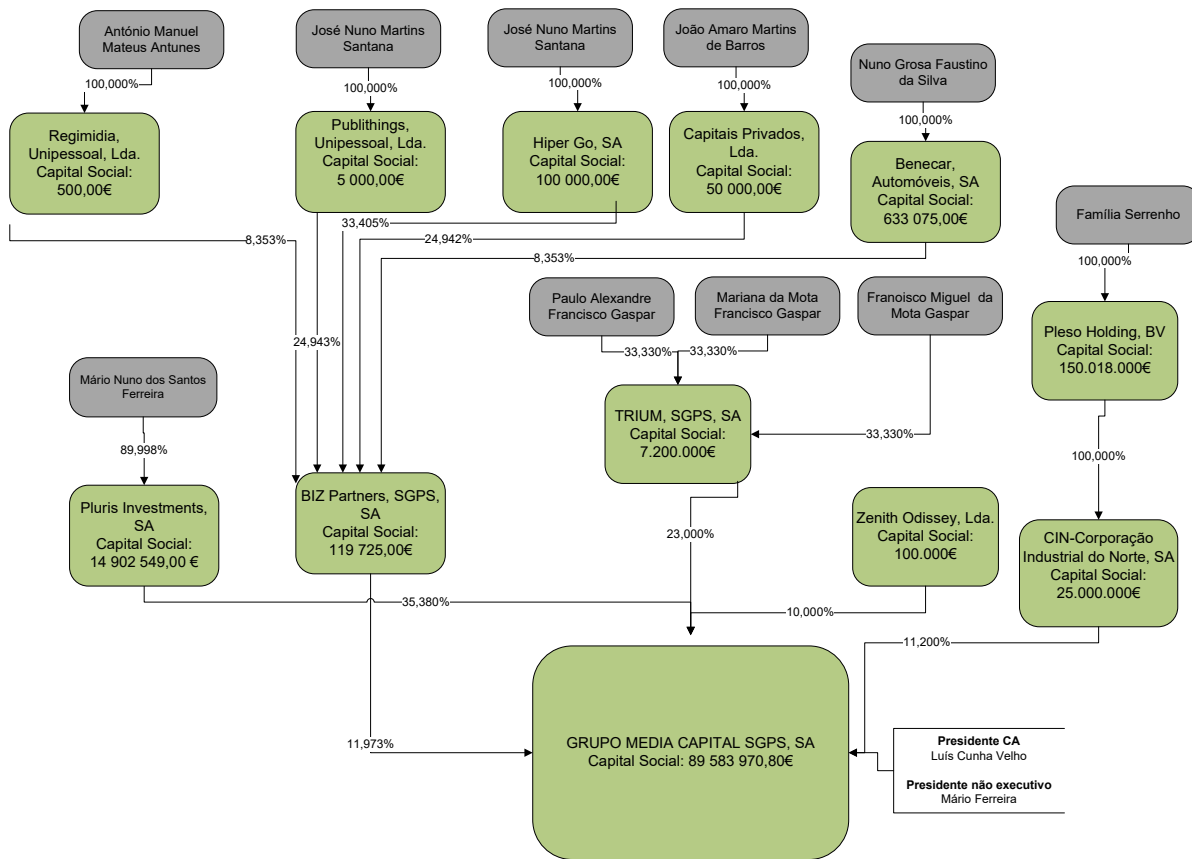 António Manuel
Mateus Antunes
José Nuno Martins
Santana
José Nuno Martins
Santana
João Amaro Martins
de Barros
Nuno Grosa Faustino
da Silva
100,000%
100,000%
100,000%
100,000%
100,000%
Regimidia,
Unipessoal, Lda.
Capital Social:
500,00€
Publithings,
Unipessoal, Lda.
Capital Social:
5 000,00€
Hiper Go, SA
Capital Social:
100 000,00€
Capitais Privados,
Lda.
Capital Social:
50 000,00€
Benecar,
Automóveis, SA
Capital Social:
633 075,00€
Família Serrenho
8,353%
33,405%
24,942%
8,353%
100,000%
Paulo Alexandre
Francisco Gaspar
Mariana da Mota
Francisco Gaspar
Franoisco Miguel da
Mota Gaspar
Pleso Holding, BV
Capital Social:
150.018.000€
24,943%
33,330%
33,330%
Mário Nuno dos Santos
Ferreira
TRIUM, SGPS, SA
Capital Social:
7.200.000€
33,330%
89,998%
100,000%
Pluris Investments,
SA
Capital Social:
14 902 549,00 €
BIZ Partners, SGPS,
SA
Capital Social:
119 725,00€
23,000%
Zenith Odissey, Lda.
Capital Social:
100.000€
CIN-Corporação
Industrial do Norte, SA
Capital Social:
25.000.000€
35,380%
10,000%
11,200%
11,973%
GRUPO MEDIA CAPITAL SGPS, SA
Capital Social: 89 583 970,80€
Presidente CA
Luís Cunha Velho
Presidente não executivo
Mário Ferreira